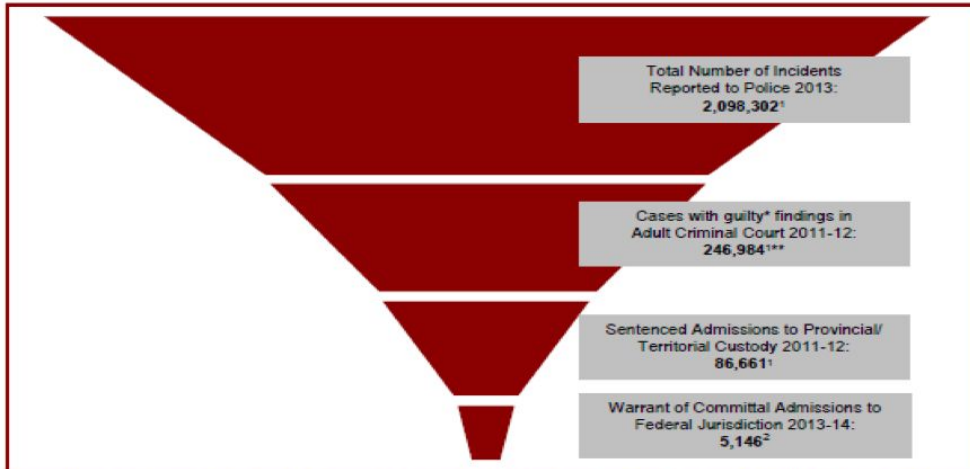 Total Number of Incidents
Reported to Police 2013:
2,098,302¹
Cases with guilty* findings in
Adult Criminal Court 2011-12:
246,984¹**
Sentenced Admissions to Provincial/
Territorial Custody 2011-12:
86,661¹
Warrant of Committal Admissions to
Federal Jurisdiction 2013-14:
5,146²